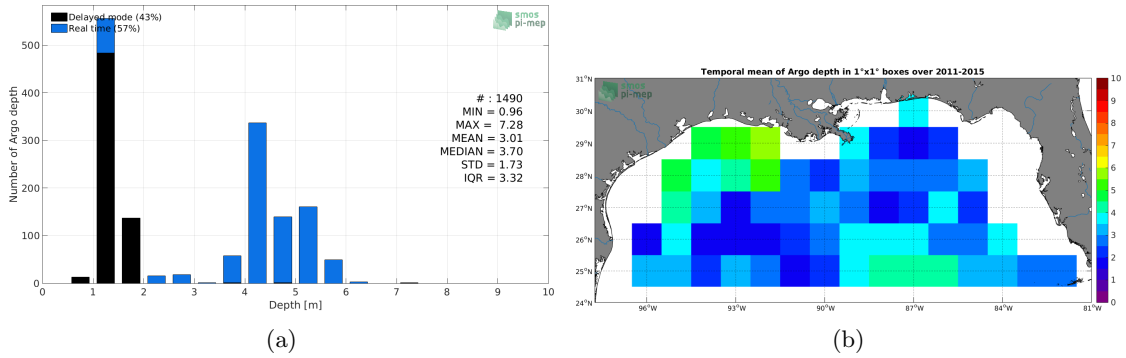 Delayed mode (43%)
Real time (57%)
smos
pi-mep
Number of Argo depth
500
400
300
200
100
0
# : 1490
MIN = 0.96
MAX = 7.28
MEAN = 3.01
MEDIAN = 3.70
STD = 1.73
IQR = 3.32
0 1 2 3 4 5 6 7 8 9 10
Depth [m]
(a)
Temporal mean of Argo depth in 1°x1° boxes over 2011-2015
smos
pi-mep
31°N
30°N
29°N
28°N
27°N
26°N
25°N
24°N
96°W 93°W 90°W 87°W 84°W 81°W
10
9
8
7
6
5
4
3
2
1
0
(b)